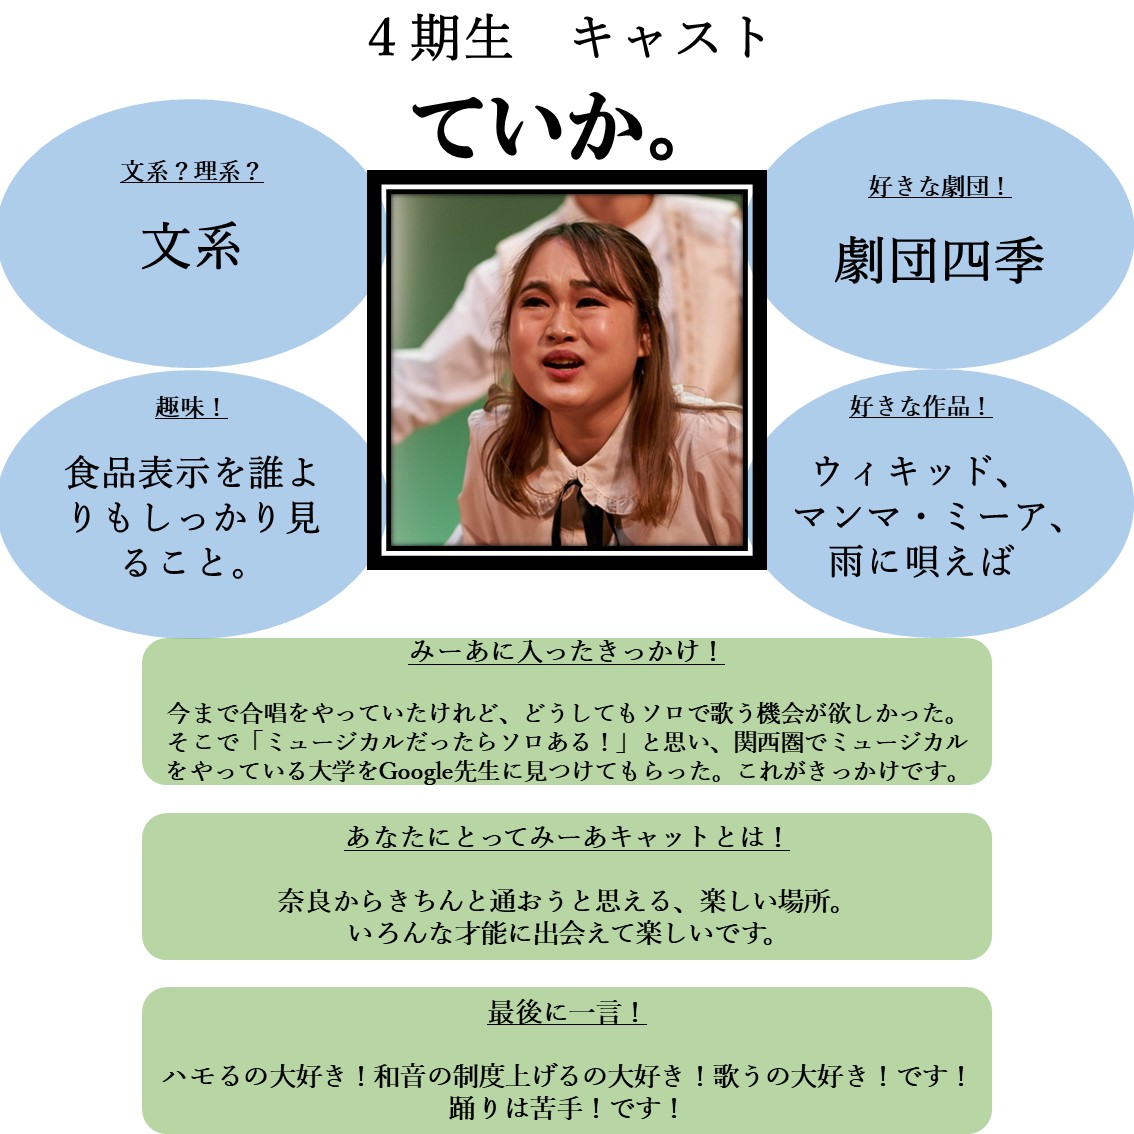 ４期生　キャスト
ていか。
文系？理系？
文系
好きな劇団！
劇団四季
趣味！
食品表示を誰よ
りもしっかり見
ること。
好きな作品！
ウィキッド、
マンマ・ミーア、
雨に唄えば
みーあに入ったきっかけ！
今まで合唱をやっていたけれど、どうしてもソロで歌う機会が欲しかった。
そこで「ミュージカルだったらソロある！」と思い、関西圏でミュージカル
をやっている大学をGoogle先生に見つけてもらった。これがきっかけです。
あなたにとってみーあキャットとは！
奈良からきちんと通おうと思える、楽しい場所。
いろんな才能に出会えて楽しいです。
最後に一言！
ハモるの大好き！和音の制度上げるの大好き！歌うの大好き！です！
踊りは苦手！です！